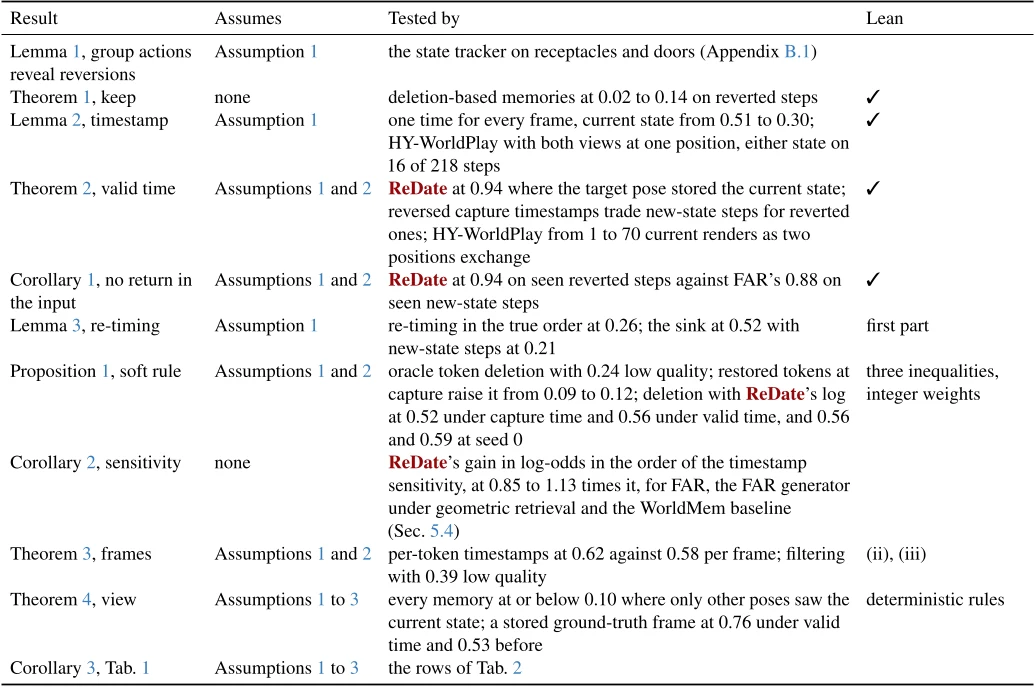 Result Assumes Tested by Lean
Lemma 1, group actions reveal reversions Assumption 1 the state tracker on receptacles and doors (Appendix B.1)
Theorem 1, keep none deletion-based memories at 0.02 to 0.14 on reverted steps ✓
Lemma 2, timestamp Assumption 1 one time for every frame, current state from 0.51 to 0.30; ✓
HY-WorldPlay with both views at one position, either state on
16 of 218 steps
Theorem 2, valid time Assumptions 1 and 2 ReDate at 0.94 where the target pose stored the current state; ✓
reversed capture timestamps trade new-state steps for reverted
ones; HY-WorldPlay from 1 to 70 current renders as two
positions exchange
Corollary 1, no return in Assumptions 1 and 2 ReDate at 0.94 on seen reverted steps against FAR's 0.88 on ✓
the input seen new-state steps
Lemma 3, re-timing Assumption 1 re-timing in the true order at 0.26; the sink at 0.52 with first part
new-state steps at 0.21
Proposition 1, soft rule Assumptions 1 and 2 oracle token deletion with 0.24 low quality; restored tokens at three inequalities,
capture raise it from 0.09 to 0.12; deletion with ReDate's log integer weights
at 0.52 under capture time and 0.56 under valid time, and 0.56
and 0.59 at seed 0
Corollary 2, sensitivity none ReDate's gain in log-odds in the order of the timestamp
sensitivity, at 0.85 to 1.13 times it, for FAR, the FAR generator
under geometric retrieval and the WorldMem baseline
(Sec. 5.4)
Theorem 3, frames Assumptions 1 and 2 per-token timestamps at 0.62 against 0.58 per frame; filtering (ii), (iii)
with 0.39 low quality
Theorem 4, view Assumptions 1 to 3 every memory at or below 0.10 where only other poses saw the deterministic rules
current state; a stored ground-truth frame at 0.76 under valid
time and 0.53 before
Corollary 3, Tab. 1 Assumptions 1 to 3 the rows of Tab. 2